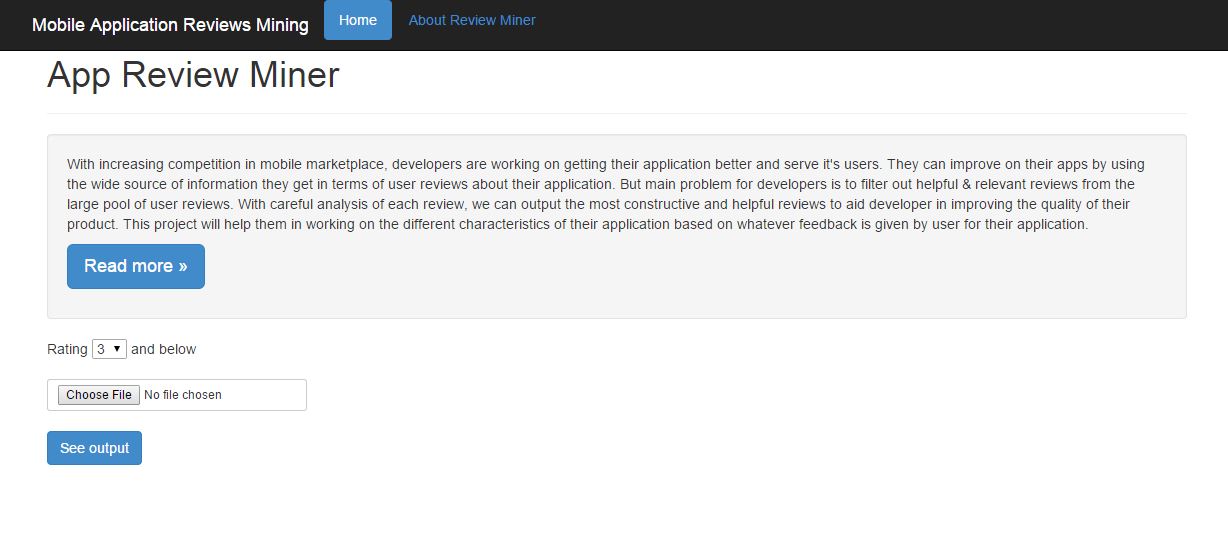 Mobile Application Reviews Mining Home About Review Miner
App Review Miner
With increasing competition in mobile marketplace, developers are working on getting their application better and serve it's users. They can improve on their apps by using
the wide source of information they get in terms of user reviews about their application. But main problem for developers is to filter out helpful & relevant reviews from the
large pool of user reviews. With careful analysis of each review, we can output the most constructive and helpful reviews to aid developer in improving the quality of their
product. This project will help them in working on the different characteristics of their application based on whatever feedback is given by user for their application.
Read more »
Rating 3 and below
Choose File No file chosen
See output